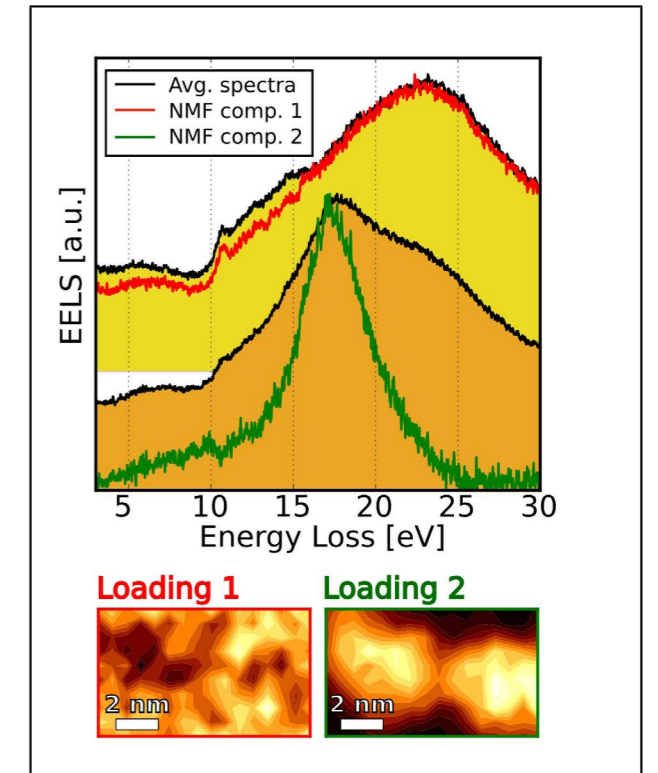 Avg. spectra
NMF comp. 1
NMF comp. 2
EELS [a.u.]
5 10 15 20 25 30
Energy Loss [eV]
Loading 1 Loading 2
2 nm 2 nm